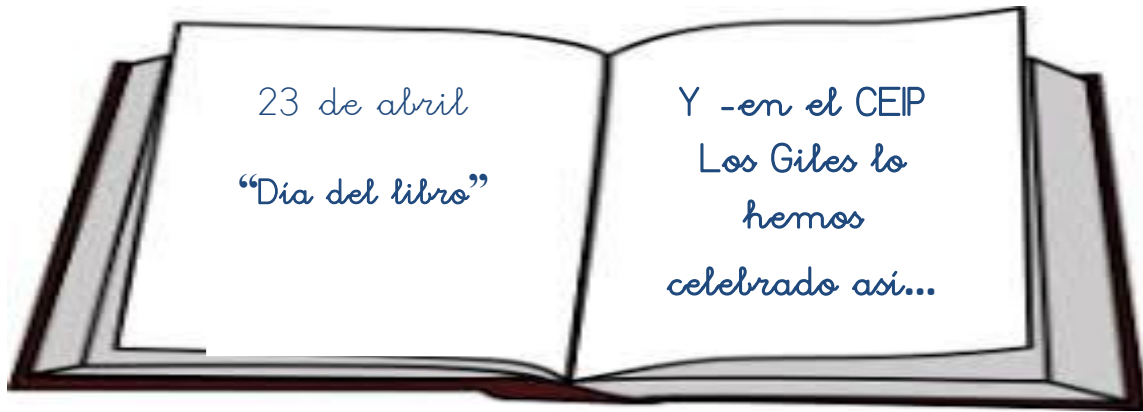 23 de abril
“Día del libro”
Y -en el CEIP
Los Giles lo
hemos
celebrado así...